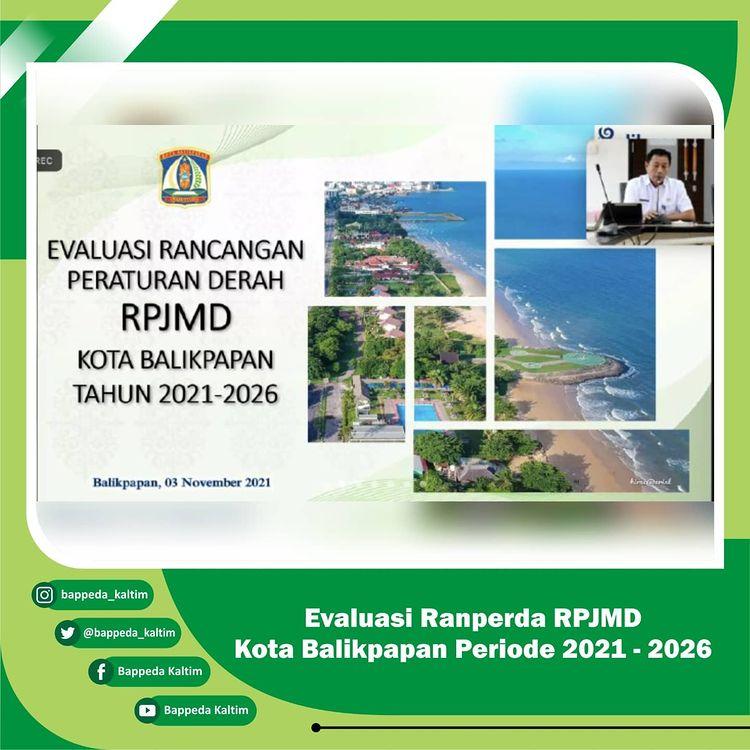 REC
EVALUASI RANCANGAN
PERATURAN DERAH
RPJMD
KOTA BALIKPAPAN
TAHUN 2021-2026
Balikpapan, 03 November 2021
bappeda_kaltim
@bappeda_kaltim
Bappeda Kaltim
Bappeda Kaltim
Evaluasi Ranperda RPJMD
Kota Balikpapan Periode 2021 - 2026